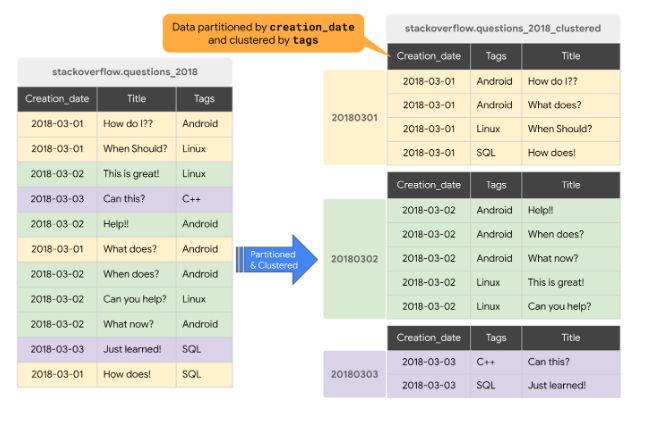 Data partitioned by creation_date
and clustered by tags
stackoverflow.questions_2018
Creation_date Title Tags
2018-03-01 How do I?? Android
2018-03-01 When Should? Linux
2018-03-02 This is great! Linux
2018-03-03 Can this? C++
2018-03-02 Help!! Android
2018-03-01 What does? Android
2018-03-02 When does? Android
2018-03-02 Can you help? Linux
2018-03-02 What now? Android
2018-03-03 Just learned! SQL
2018-03-01 How does! SQL
Partitioned
& Clustered
stackoverflow.questions_2018_clustered
Creation_date Tags Title
20180301
2018-03-01 Android How do I??
2018-03-01 Android What does?
2018-03-01 Linux When Should?
2018-03-01 SQL How does!
Creation_date Tags Title
20180302
2018-03-02 Android Help!!
2018-03-02 Android When does?
2018-03-02 Android What now?
2018-03-02 Linux This is great!
2018-03-02 Linux Can you help?
Creation_date Tags Title
20180303
2018-03-03 C++ Can this?
2018-03-03 SQL Just learned!